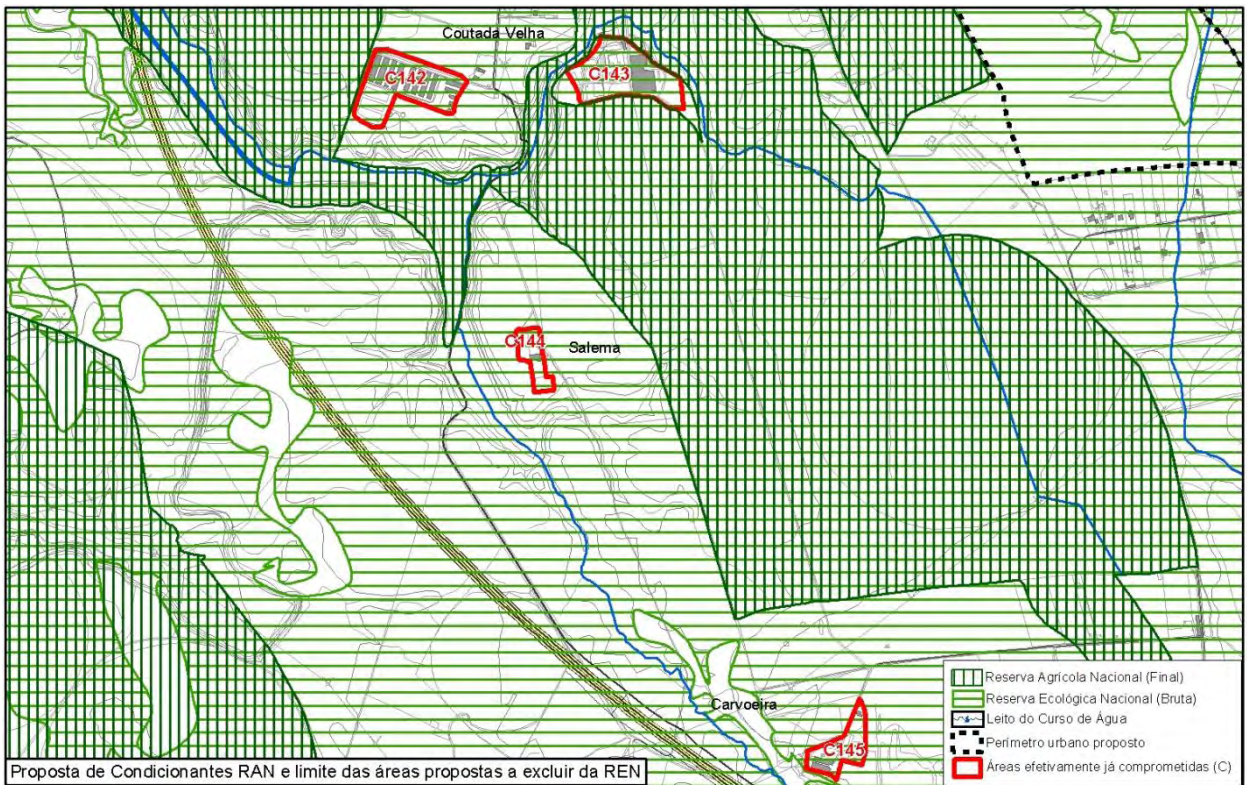 Coutada Velha
C142
C143
C144
Salema
Carvoeira
C145
Reserva Agrícola Nacional (Final)
Reserva Ecológica Nacional (Bruta)
Leito do Curso de Água
Perímetro urbano proposto
Áreas efetivamente já comprometidas (C)
Proposta de Condicionantes RAN e limite das áreas propostas a excluir da REN